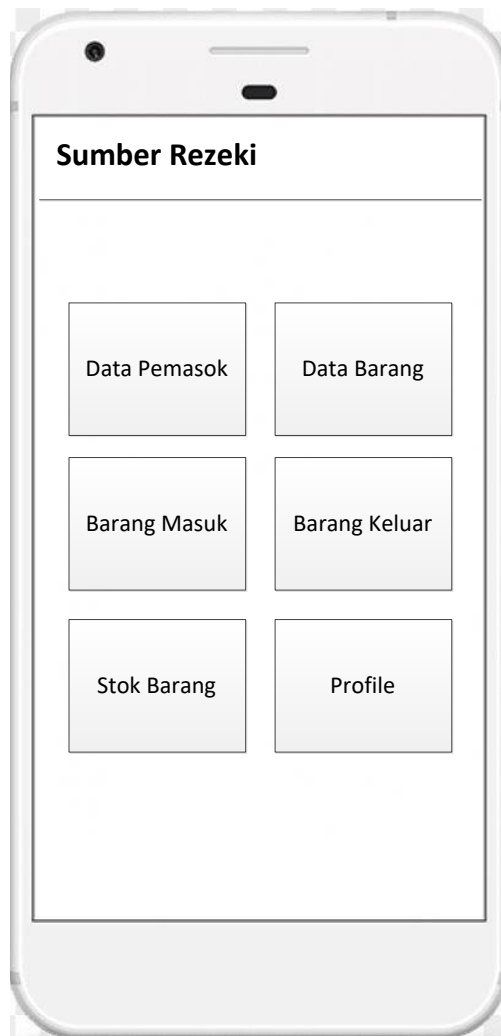 Sumber Rezeki
Data Pemasok
Data Barang
Barang Masuk
Barang Keluar
Stok Barang
Profile